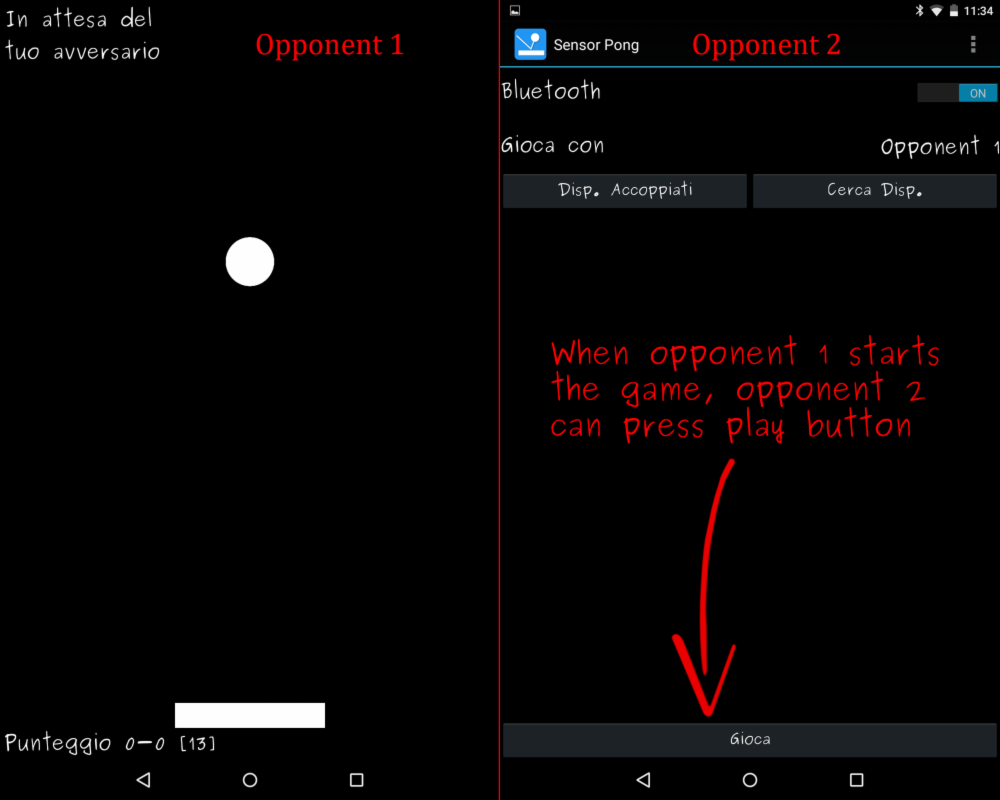 In attesa del
tuo avversario
Opponent 1
Punteggio 0-0 [13]
11:34
Sensor Pong
Opponent 2
Bluetooth
ON
Gioca con
Opponent 1
Disp. Accoppiati
Cerca Disp.
When opponent 1 starts
the game, opponent 2
can press play button
Gioca